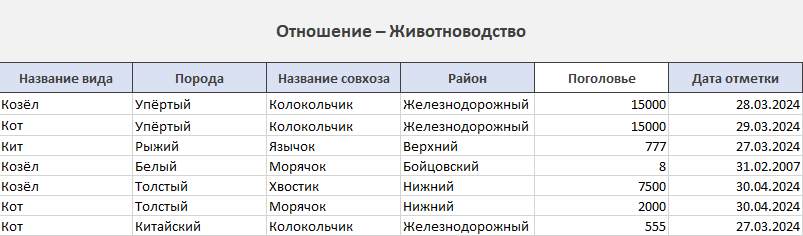 Отношение – Животноводство
Название вида Порода Название совхоза Район Поголовье Дата отметки
Козёл Упёртый Колокольчик Железнодорожный 15000 28.03.2024
Кот Упёртый Колокольчик Железнодорожный 15000 29.03.2024
Кит Рыжий Язычок Верхний 777 27.03.2024
Козёл Белый Морячок Бойцовский 8 31.02.2007
Козёл Толстый Хвостик Нижний 7500 30.04.2024
Кот Толстый Морячок Нижний 2000 30.04.2024
Кот Китайский Колокольчик Железнодорожный 555 27.03.2024